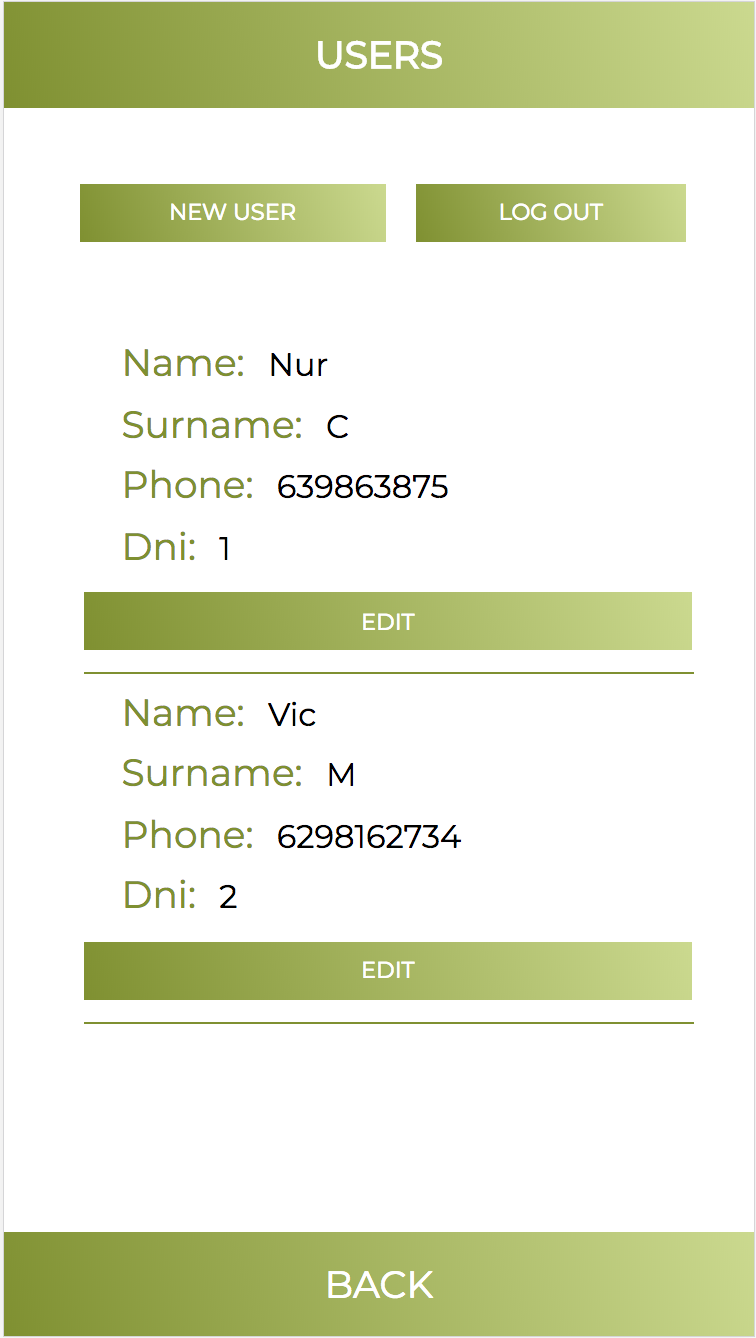 USERS
NEW USER LOG OUT
Name: Nur
Surname: C
Phone: 639863875
Dni: 1
EDIT
Name: Vic
Surname: M
Phone: 6298162734
Dni: 2
EDIT
BACK